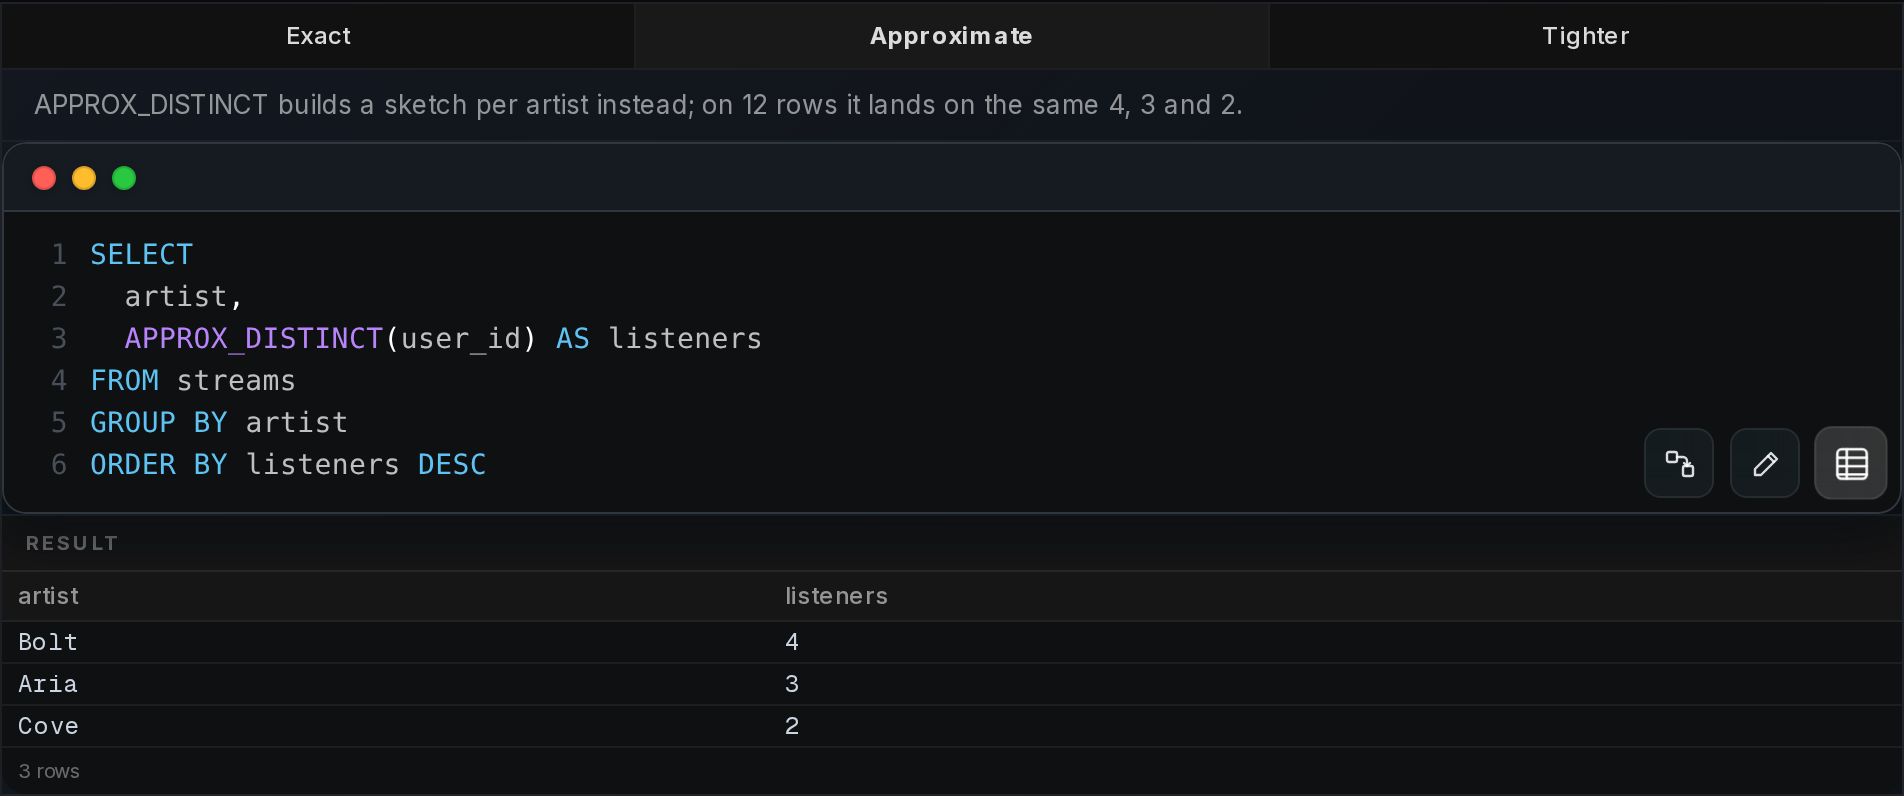 Exact
Approximate
Tighter
APPROX_DISTINCT builds a sketch per artist instead; on 12 rows it lands on the same 4, 3 and 2.
1 SELECT
2   artist,
3   APPROX_DISTINCT(user_id) AS listeners
4 FROM streams
5 GROUP BY artist
6 ORDER BY listeners DESC
RESULT
artist listeners
Bolt 4
Aria 3
Cove 2
3 rows